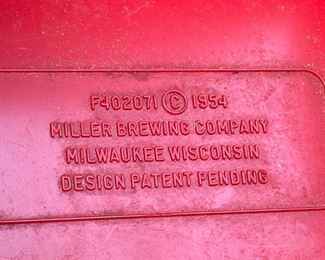 F402071 © 1954
MILLER BREWING COMPANY
MILWAUKEE WISCONSIN
DESIGN PATENT PENDING